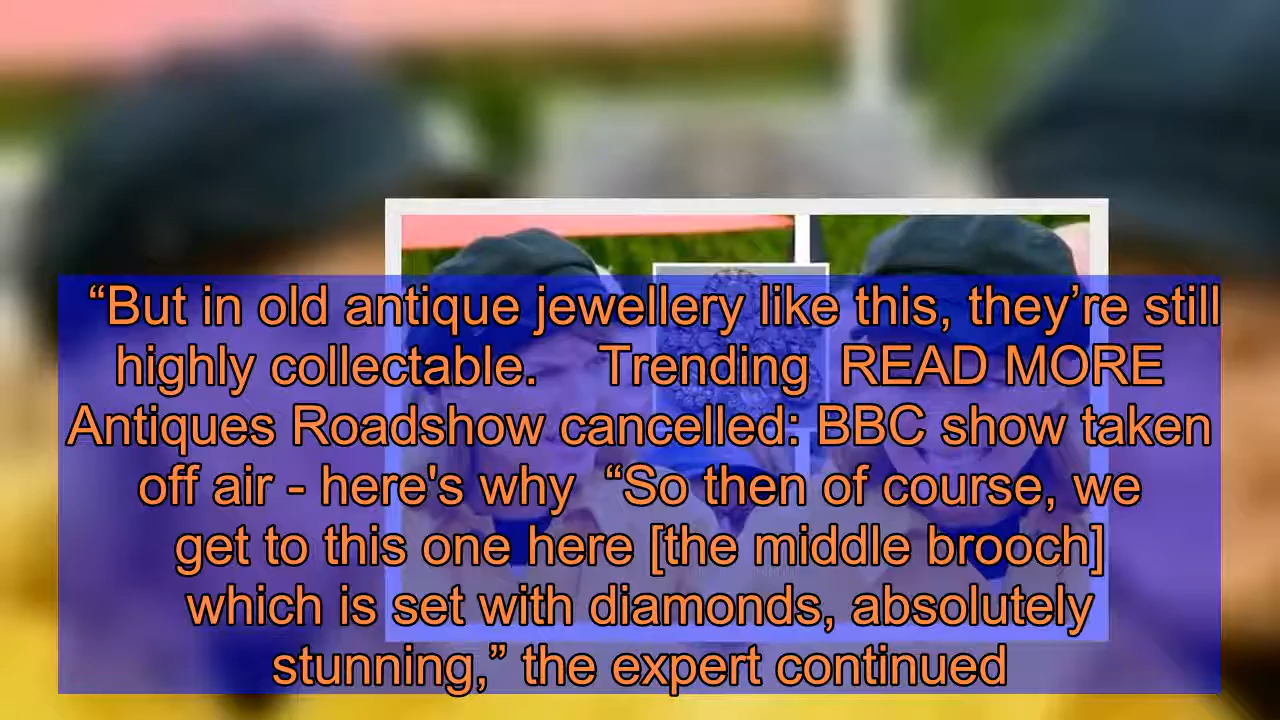 “But in old antique jewellery like this, they’re still
highly collectable. Trending READ MORE
Antiques Roadshow cancelled: BBC show taken
off air - here's why “So then of course, we
get to this one here [the middle brooch]
which is set with diamonds, absolutely
stunning,” the expert continued